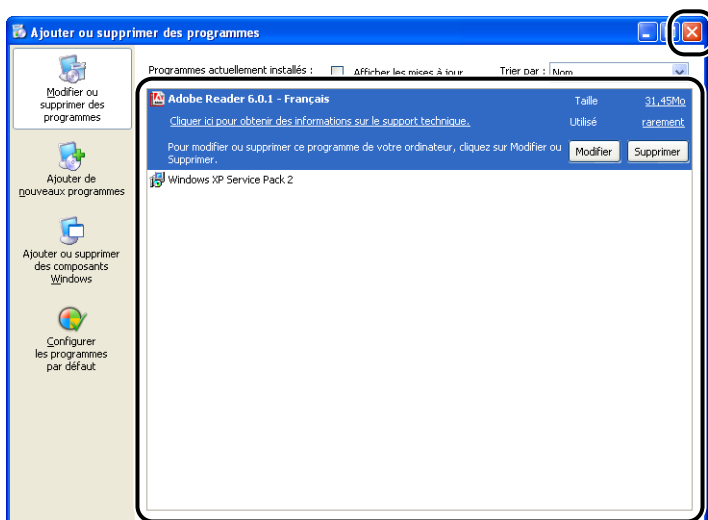 Ajouter ou supprimer des programmes
Modifier ou
supprimer des
programmes
Ajouter de
nouveaux programmes
Ajouter ou supprimer
des composants
Windows
Configurer
les programmes
par défaut
Programmes actuellement installés :
Afficher les mises à jour
Trier par : Nom
Adobe Reader 6.0.1 - Français
Taille 31,45Mo
Cliquer ici pour obtenir des informations sur le support technique.
Utilisé rarement
Pour modifier ou supprimer ce programme de votre ordinateur, cliquez sur Modifier ou
Supprimer.
Modifier
Supprimer
Windows XP Service Pack 2